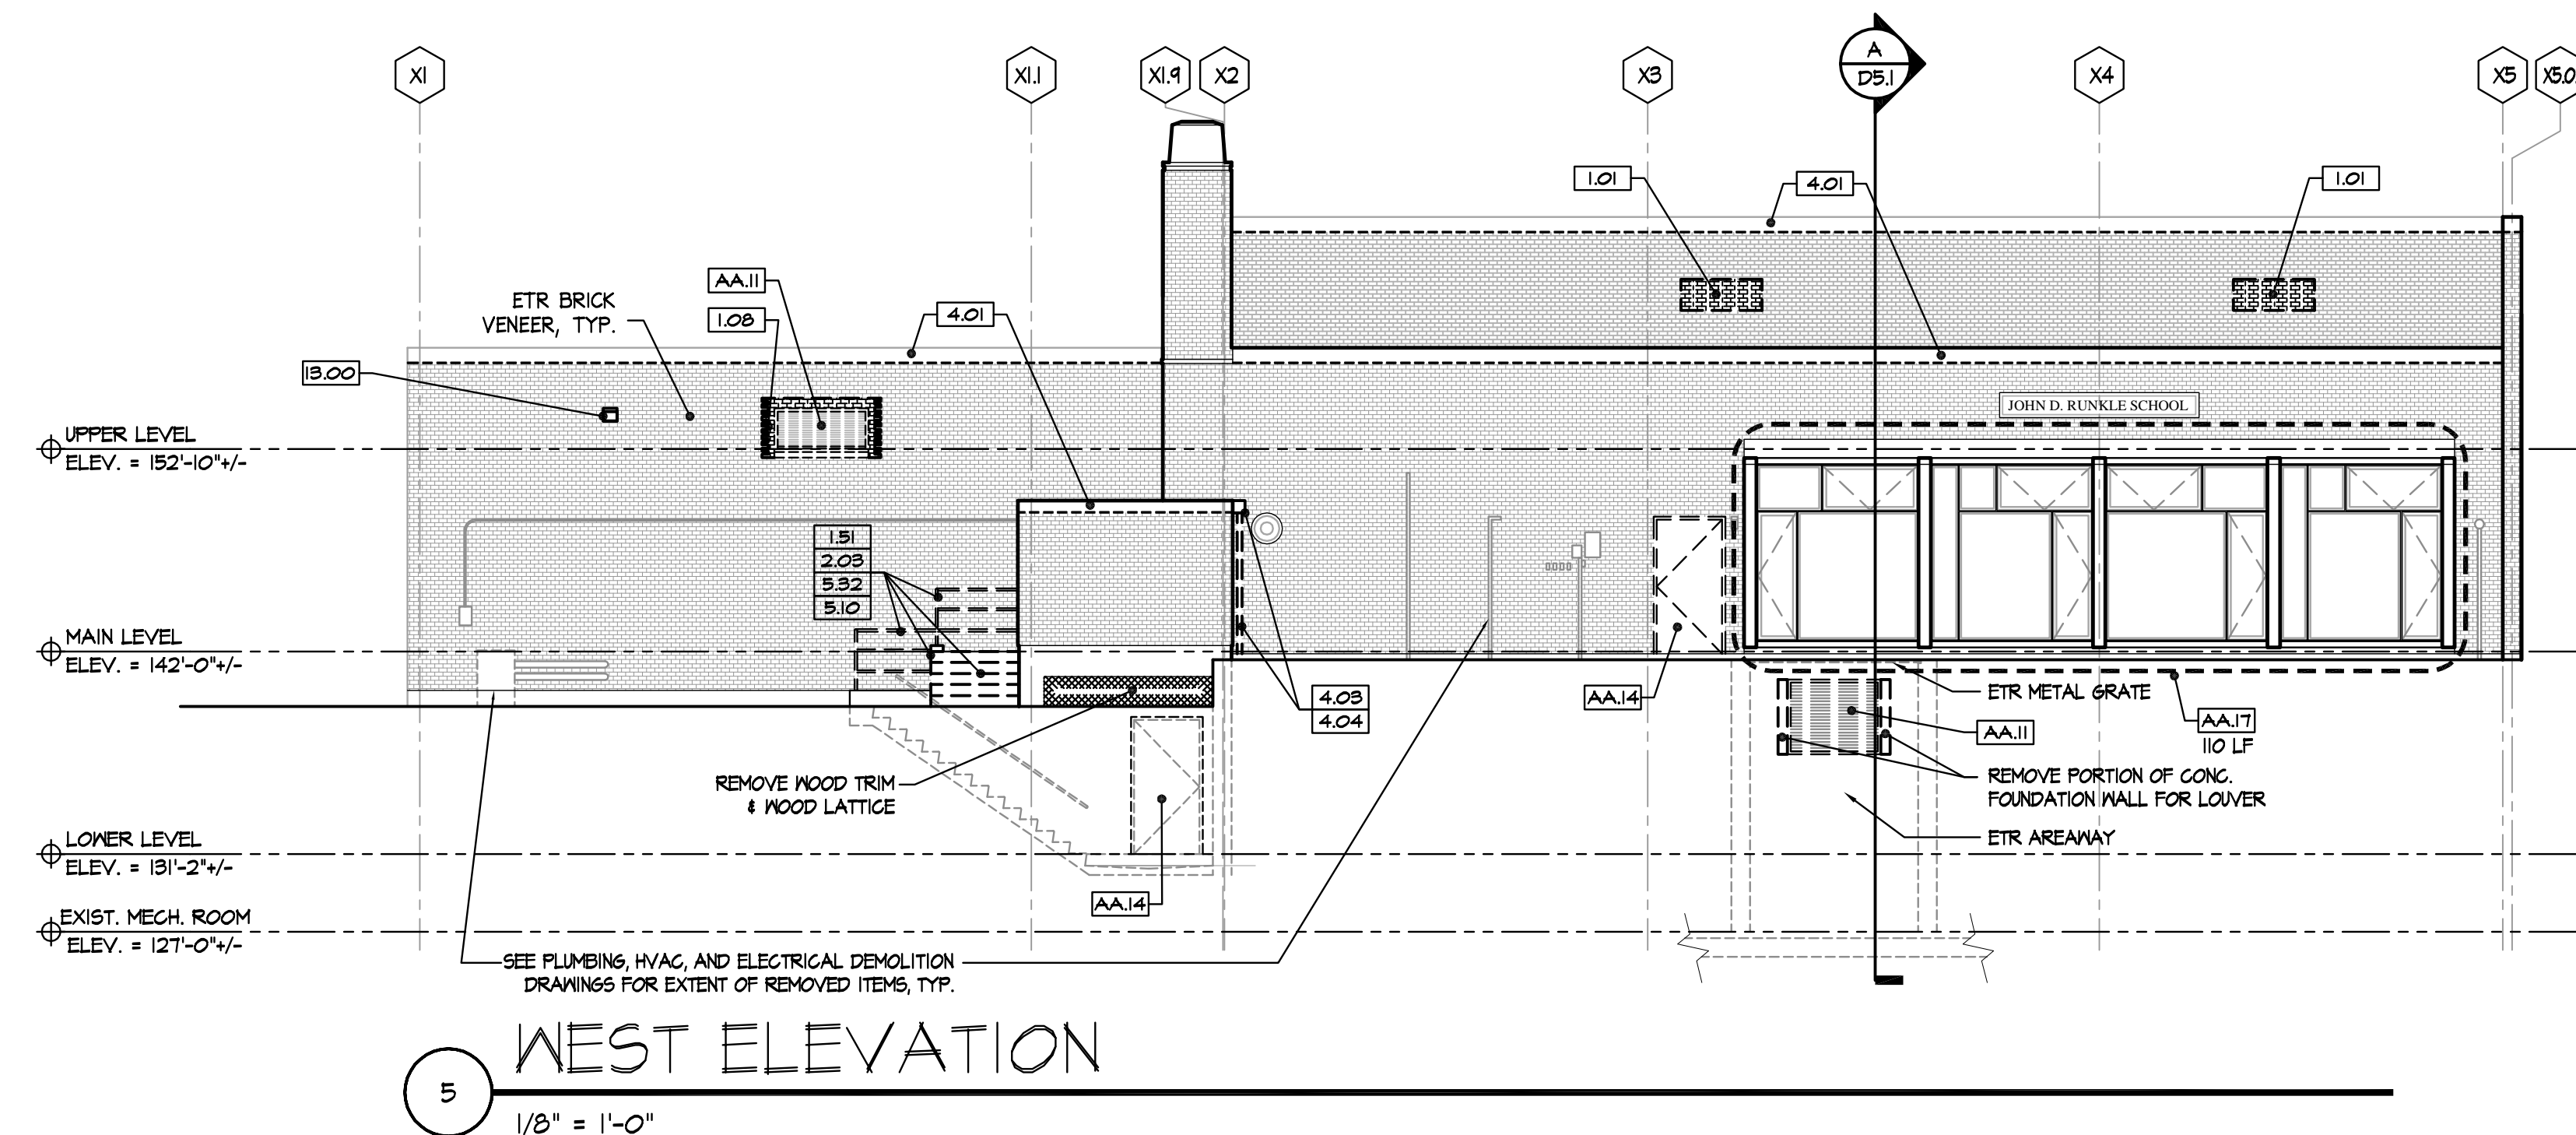 X1
X1.1
X1.9
X2
X3
A
D5.1
X4
X5
X5.0
1.01
4.01
1.01
AA.11
1.08
ETR BRICK
VENEER, TYP.
4.01
13.00
JOHN D. RUNKLE SCHOOL
UPPER LEVEL
ELEV. = 152'-10"+/-
1.51
2.03
5.32
5.10
MAIN LEVEL
ELEV. = 142'-0"+/-
4.03
4.04
AA.14
ETR METAL GRATE
AA.11
AA.17
110 LF
REMOVE WOOD TRIM
& WOOD LATTICE
REMOVE PORTION OF CONC.
FOUNDATION WALL FOR LOUVER
ETR AREAWAY
LOWER LEVEL
ELEV. = 131'-2"+/-
AA.14
EXIST. MECH. ROOM
ELEV. = 127'-0"+/-
SEE PLUMBING, HVAC, AND ELECTRICAL DEMOLITION
DRAWINGS FOR EXTENT OF REMOVED ITEMS, TYP.
5
WEST ELEVATION
1/8" = 1'-0"